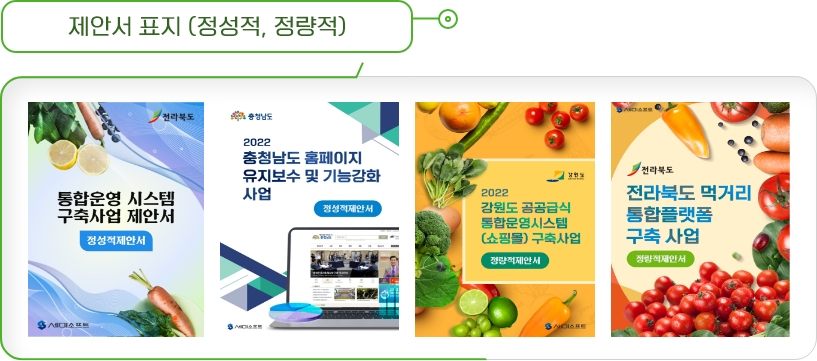 제안서 표지 (정성적, 정량적)
전라북도
통합운영 시스템
구축사업 제안서
정성적제안서
세미소프트
충청남도
2022
충청남도 홈페이지
유지보수 및 기능강화
사업
정성적제안서
세미소프트
강원도
2022
강원도 공공급식
통합운영시스템
(쇼핑몰) 구축사업
정량적제안서
세미소프트
세미소프트
전라북도
전라북도 먹거리
통합플랫폼
구축 사업
정량적제안서